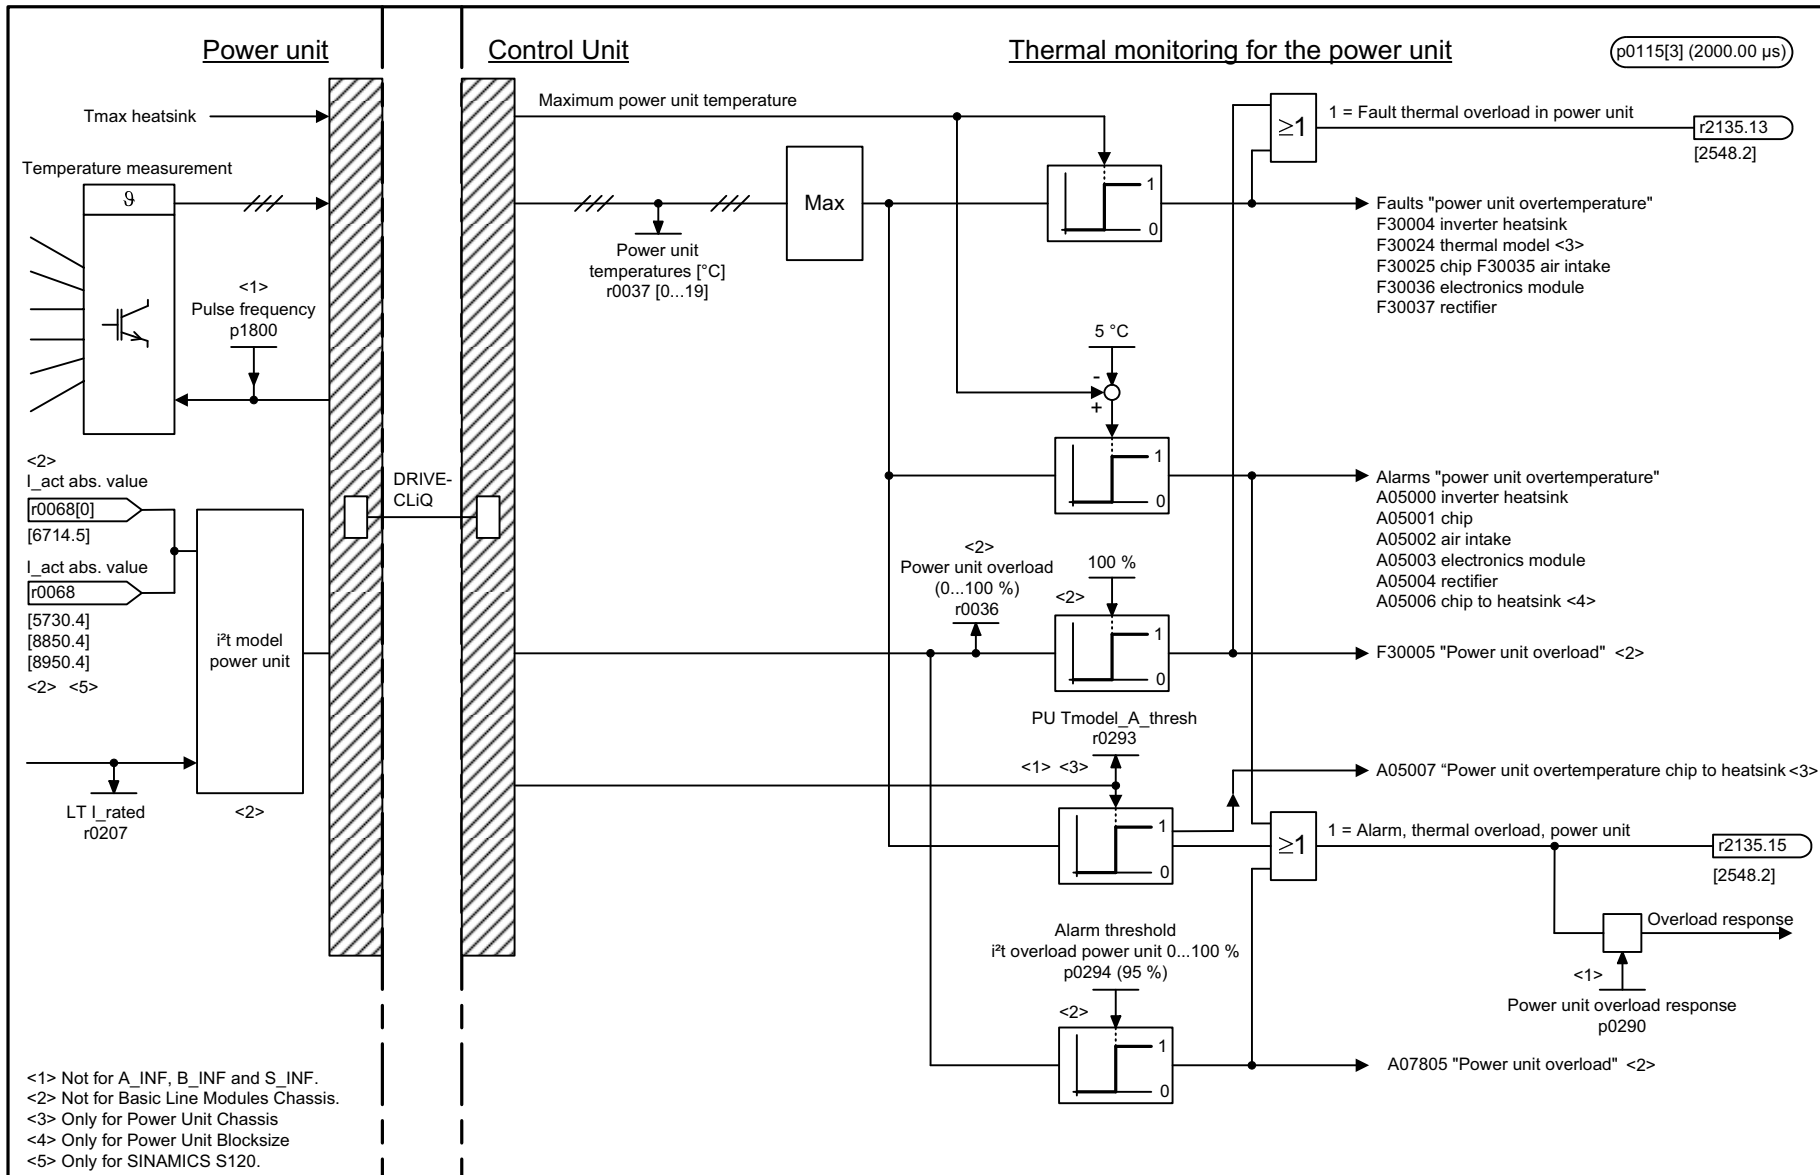 Power unit
Control Unit
Thermal monitoring for the power unit
p0115[3] (2000.00 µs)
Tmax heatsink
Maximum power unit temperature
≥1
1 = Fault thermal overload in power unit
r2135.13
[2548.2]
Temperature measurement
ϑ
Max
1
0
Power unit
temperatures [°C]
r0037 [0...19]
Faults "power unit overtemperature"
F30004 inverter heatsink
F30024 thermal model <3>
F30025 chip F30035 air intake
F30036 electronics module
F30037 rectifier
<1>
Pulse frequency
p1800
5 °C
-
+
<2>
I_act abs. value
r0068[0]
[6714.5]
I_act abs. value
r0068
[5730.4]
[8850.4]
[8950.4]
<2> <5>
i²t model
power unit
<2>
LT I_rated
r0207
DRIVE-
CLiQ
1
0
Alarms "power unit overtemperature"
A05000 inverter heatsink
A05001 chip
A05002 air intake
A05003 electronics module
A05004 rectifier
A05006 chip to heatsink <4>
<2>
Power unit overload
(0...100 %)
r0036
100 %
<2>
1
0
F30005 "Power unit overload" <2>
PU Tmodel_A_thresh
r0293
<1> <3>
1
0
A05007 “Power unit overtemperature chip to heatsink <3>
≥1
1 = Alarm, thermal overload, power unit
r2135.15
[2548.2]
Overload response
<1>
Power unit overload response
p0290
Alarm threshold
i²t overload power unit 0...100 %
p0294 (95 %)
<2>
1
0
A07805 "Power unit overload" <2>
<1> Not for A_INF, B_INF and S_INF.
<2> Not for Basic Line Modules Chassis.
<3> Only for Power Unit Chassis
<4> Only for Power Unit Blocksize
<5> Only for SINAMICS S120.